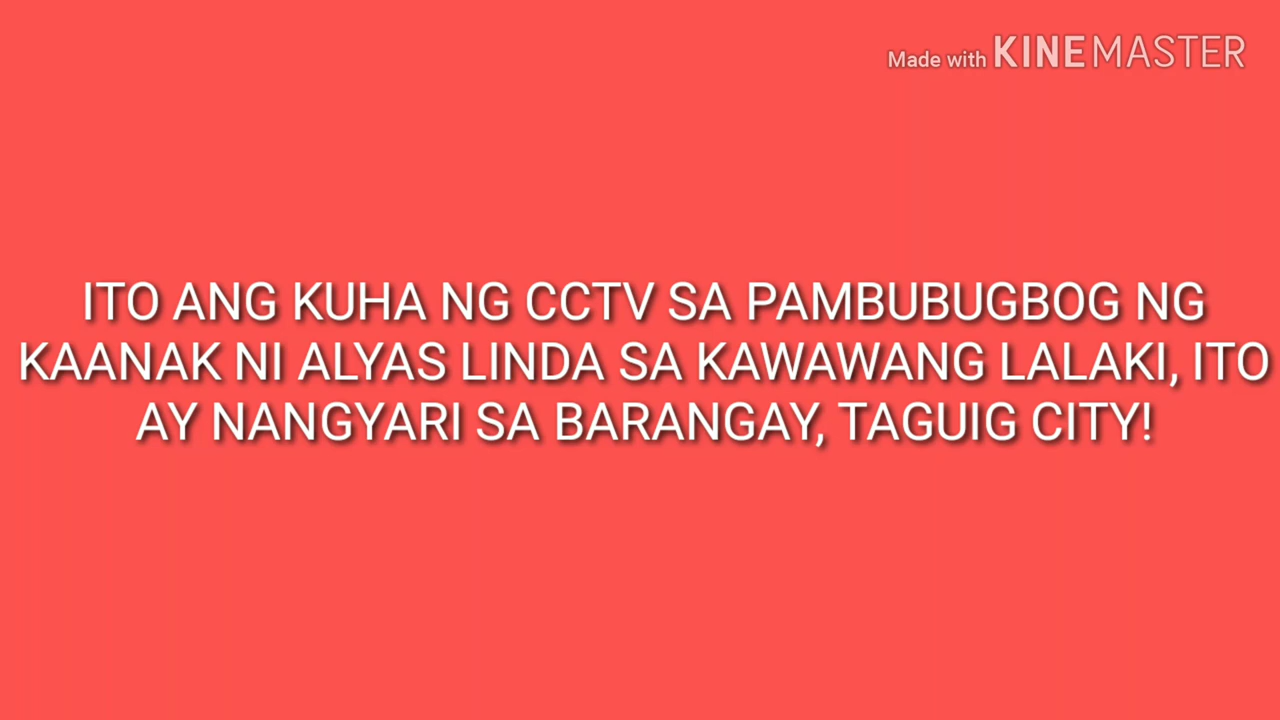 Made with KINEMASTER
ITO ANG KUHA NG CCTV SA PAMBUBUGBOG NG
KAANAK NI ALYAS LINDA SA KAWAWANG LALAKI, ITO
AY NANGYARI SA BARANGAY, TAGUIG CITY!